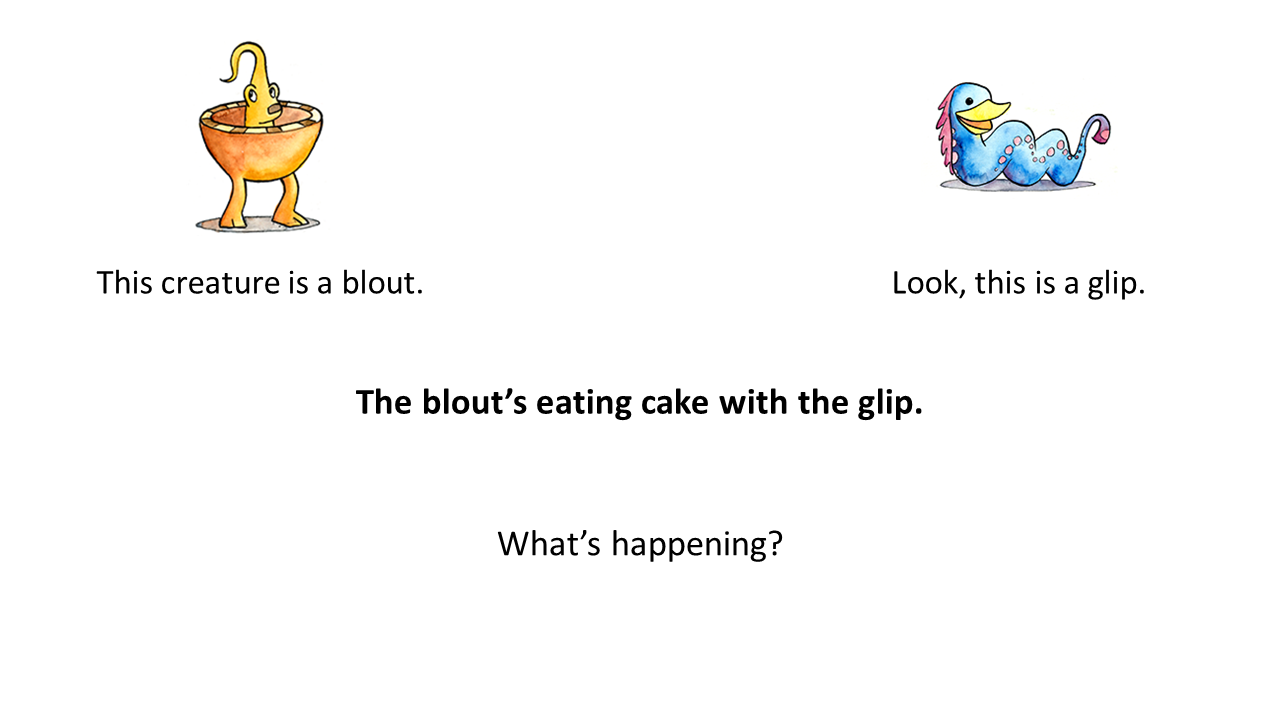 This creature is a blout.
Look, this is a glip.
The blout’s eating cake with the glip.
What’s happening?